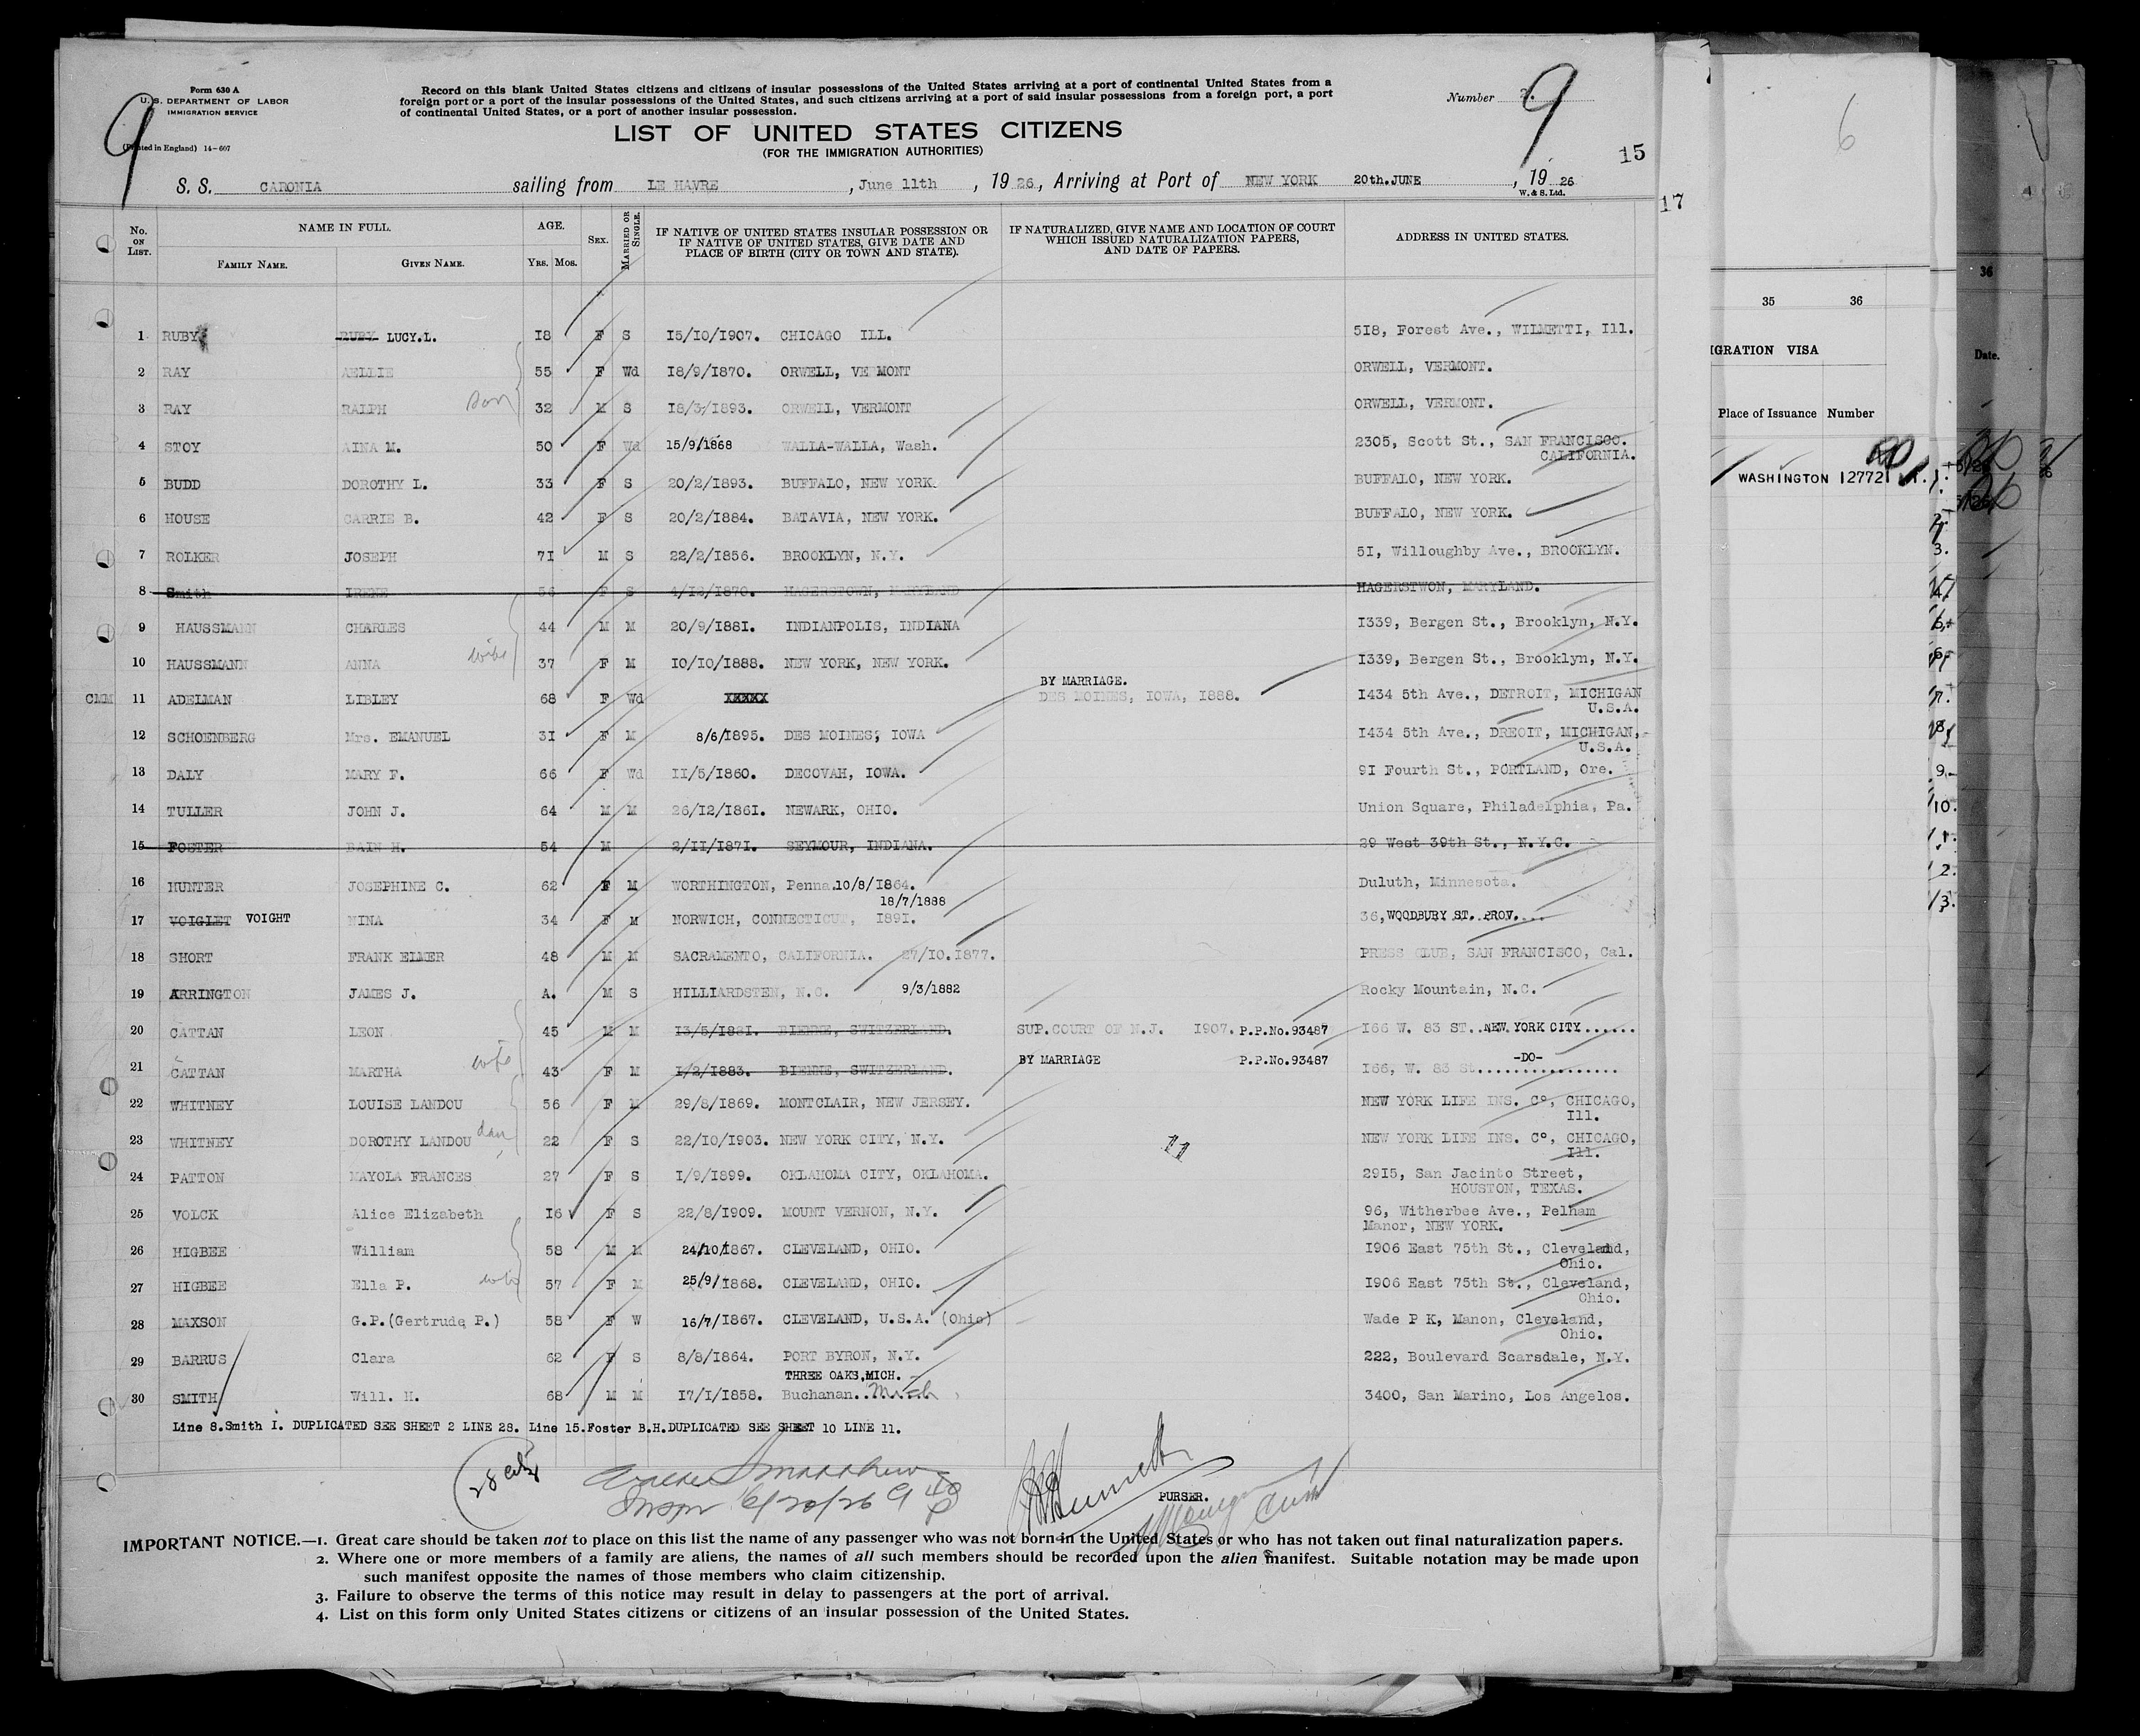 Form 630 A
U. S. DEPARTMENT OF LABOR
IMMIGRATION SERVICE
(Printed in England) 14-607
9
Record on this blank United States citizens and citizens of insular possessions of the United States arriving at a port of continental United States from a
foreign port or a port of the insular possessions of the United States, and such citizens arriving at a port of said insular possessions from a foreign port, a port
of continental United States, or a port of another insular possession.
Number 9
LIST OF UNITED STATES CITIZENS
(FOR THE IMMIGRATION AUTHORITIES)
15
S. S. CARONIA sailing from LE HAVRE, June 11th, 1926, Arriving at Port of NEW YORK 20th.JUNE, 1926
W. & S. Ltd.
No. ON LIST. NAME IN FULL. FAMILY NAME. GIVEN NAME. AGE. YRS. MOS. SEX. MARRIED OR SINGLE. IF NATIVE OF UNITED STATES INSULAR POSSESSION OR IF NATIVE OF UNITED STATES, GIVE DATE AND PLACE OF BIRTH (CITY OR TOWN AND STATE). IF NATURALIZED, GIVE NAME AND LOCATION OF COURT WHICH ISSUED NATURALIZATION PAPERS, AND DATE OF PAPERS. ADDRESS IN UNITED STATES.
1 RUBY RUBY LUCY.L. 18 F S 15/10/1907. CHICAGO ILL. 518, Forest Ave., WILMETTI, Ill.
2 RAY AELLIE 55 F Wd 18/9/1870. ORWELL, VERMONT ORWELL, VERMONT.
3 RAY RALPH son 32 M S 18/3/1893. ORWELL, VERMONT ORWELL, VERMONT.
4 STOY AINA M. 50 F Wd 15/9/1868 WALLA-WALLA, Wash. 2305, Scott St., SAN FRANCISCO.
CALIFORNIA.
5 BUDD DOROTHY L. 33 F S 20/2/1893. BUFFALO, NEW YORK. BUFFALO, NEW YORK.
6 HOUSE CARRIE B. 42 F S 20/2/1884. BATAVIA, NEW YORK. BUFFALO, NEW YORK.
7 ROLKER JOSEPH 71 M S 22/2/1856. BROOKLYN, N.Y. 51, Willoughby Ave., BROOKLYN.
8 Smith IRENE 56 F S 4/12/1870. HAGERSTOWN, MARYLAND HAGERSTWON, MARYLAND.
9 HAUSSMANN CHARLES 44 M M 20/9/1881. INDIANPOLIS, INDIANA 1339, Bergen St., Brooklyn, N.Y.
10 HAUSSMANN ANNA wife 37 F M 10/10/1888. NEW YORK, NEW YORK. 1339, Bergen St., Brooklyn, N.Y.
BY MARRIAGE.
CMM 11 ADELMAN LIBLEY 68 F Wd XXXXX DES MOINES, IOWA, 1888. 1434 5th Ave., DETROIT, MICHIGAN
U.S.A.
12 SCHOENBERG Mrs. EMANUEL 31 F M 8/6/1895. DES MOINES, IOWA 1434 5th Ave., DREOIT, MICHIGAN,
U.S.A.
13 DALY MARY F. 66 F Wd 11/5/1860. DECOVAH, IOWA. 91 Fourth St., PORTLAND, Ore.
14 TULLER JOHN J. 64 M M 26/12/1861. NEWARK, OHIO. Union Square, Philadelphia, Pa.
15 FOSTER BAIN H. 54 M 2/11/1871. SEYMOUR, INDIANA. 29 West 39th St., N.Y.C.
16 HUNTER JOSEPHINE C. 62 F M WORTHINGTON, Penna.10/8/1864. Duluth, Minnesota.
18/7/1888
17 VOIGLET VOIGHT NINA 34 F M NORWICH, CONNECTICUT, 1891. 36, WOODBURY ST. PROV....
18 SHORT FRANK ELMER 48 M M SACRAMENTO, CALIFORNIA. 27/10.1877. PRESS CLUB, SAN FRANCISCO, Cal.
19 ARRINGTON JAMES J. A. M S HILLIARDSTEN, N.C. 9/3/1882 Rocky Mountain, N.C.
20 CATTAN LEON 45 M M 13/5/1881. BIENNE, SWITZERLAND. SUP.COURT OF N.J. 1907. P.P.No.93487 166 W. 83 ST..NEW YORK CITY......
21 CATTAN MARTHA wife 43 F M 1/2/1883. BIENNE, SWITZERLAND. BY MARRIAGE P.P.No.93487 -DO-
166, W. 83 St.................
22 WHITNEY LOUISE LANDOU 56 F M 29/8/1869. MONTCLAIR, NEW JERSEY. NEW YORK LIFE INS. Cº, CHICAGO,
Ill.
23 WHITNEY DOROTHY LANDOU dau 22 F S 22/10/1903. NEW YORK CITY, N.Y. 11 NEW YORK LIFE INS. Cº, CHICAGO,
Ill.
24 PATTON MAYOLA FRANCES 27 F S 1/9/1899. OKLAHOMA CITY, OKLAHOMA. 2915, San Jacinto Street,
HOUSTON, TEXAS.
25 VOLCK Alice Elizabeth 16 F S 22/8/1909. MOUNT VERNON, N.Y. 96, Witherbee Ave., Pelham
Manor, NEW YORK.
26 HIGBEE William 58 M M 24/10/1867. CLEVELAND, OHIO. 1906 East 75th St., Cleveland,
Ohio.
27 HIGBEE Ella P. wife 57 F M 25/9/1868. CLEVELAND, OHIO. 1906 East 75th St., Cleveland,
Ohio.
28 MAXSON G.P.(Gertrude P.) 58 F W 16/7/1867. CLEVELAND, U.S.A. (Ohio) Wade P K, Manon, Cleveland,
Ohio.
29 BARRUS Clara 62 F S 8/8/1864. PORT BYRON, N.Y. 222, Boulevard Scarsdale, N.Y.
THREE OAKS,MICH.
30 SMITH Will. H. 68 M M 17/1/1858. Buchanan..Mich 3400, San Marino, Los Angelos.
Line 8.Smith I. DUPLICATED SEE SHEET 2 LINE 28. Line 15.Foster B.H.DUPLICATED SEE SHEET 10 LINE 11.
6/20/26
PURSER.
IMPORTANT NOTICE.—1. Great care should be taken not to place on this list the name of any passenger who was not born in the United States or who has not taken out final naturalization papers.
2. Where one or more members of a family are aliens, the names of all such members should be recorded upon the alien manifest. Suitable notation may be made upon
such manifest opposite the names of those members who claim citizenship.
3. Failure to observe the terms of this notice may result in delay to passengers at the port of arrival.
4. List on this form only United States citizens or citizens of an insular possession of the United States.
17
6
35 36
IGRATION VISA
Place of Issuance Number
WASHINGTON 127721
36
Date.
3.
9.
10.